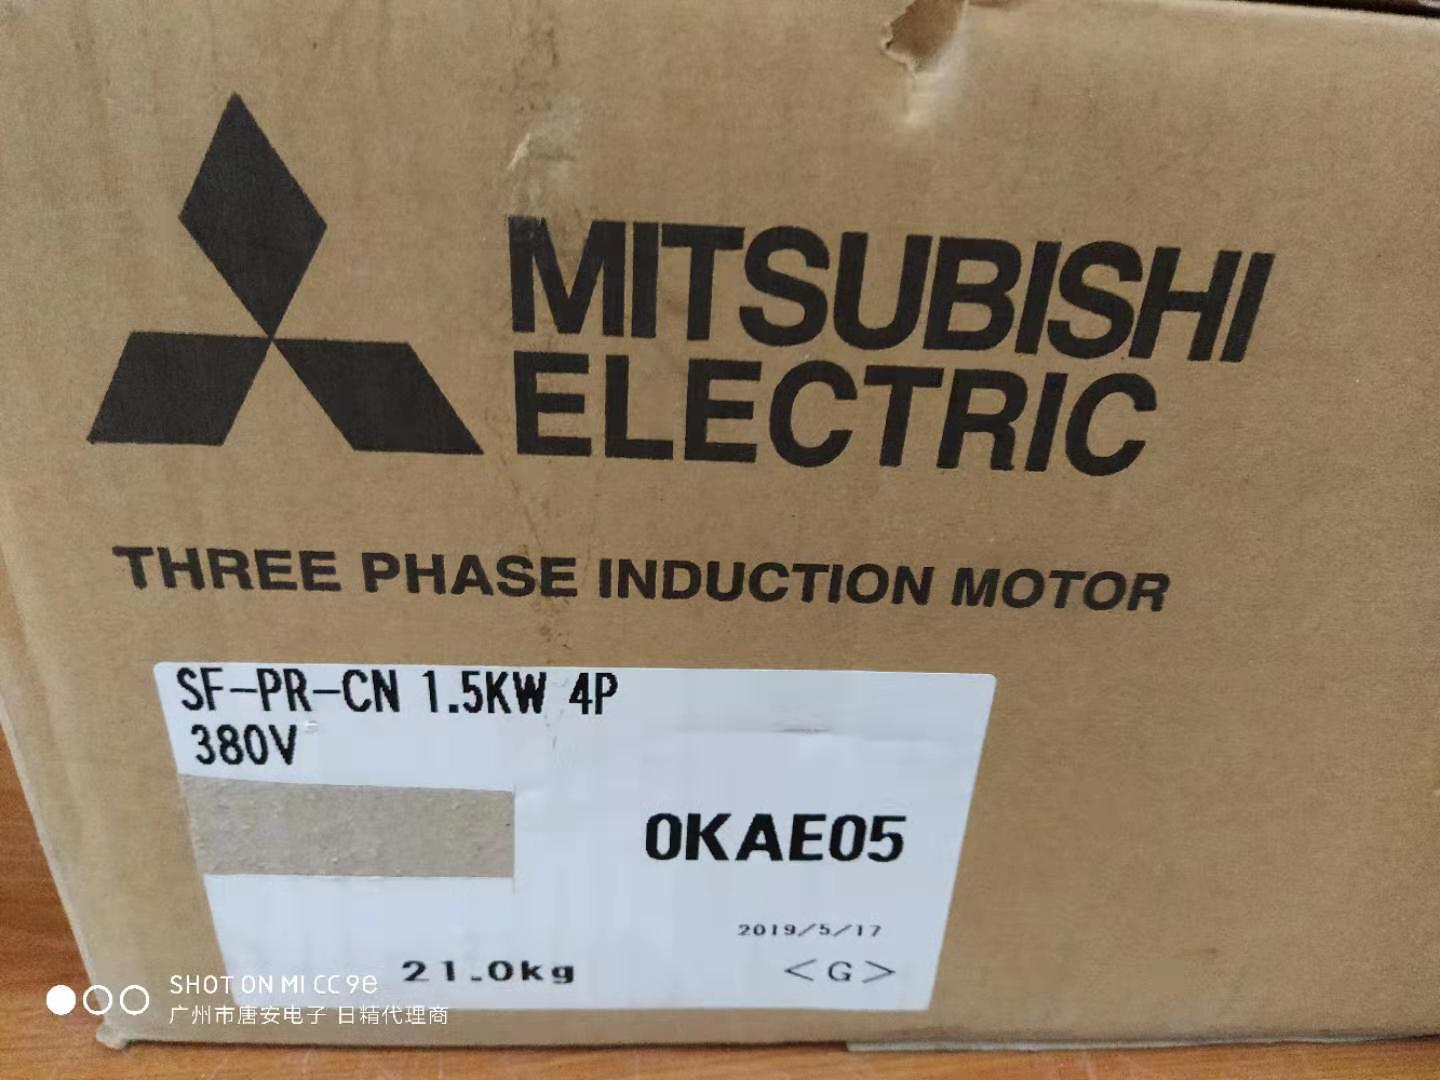 MITSUBISHI
ELECTRIC
THREE PHASE INDUCTION MOTOR
SF-PR-CN 1.5KW 4P
380V
0KAE05
2019/5/17
21.0kg <G>
SHOT ON MI CC9e
广州市唐安电子 日精代理商